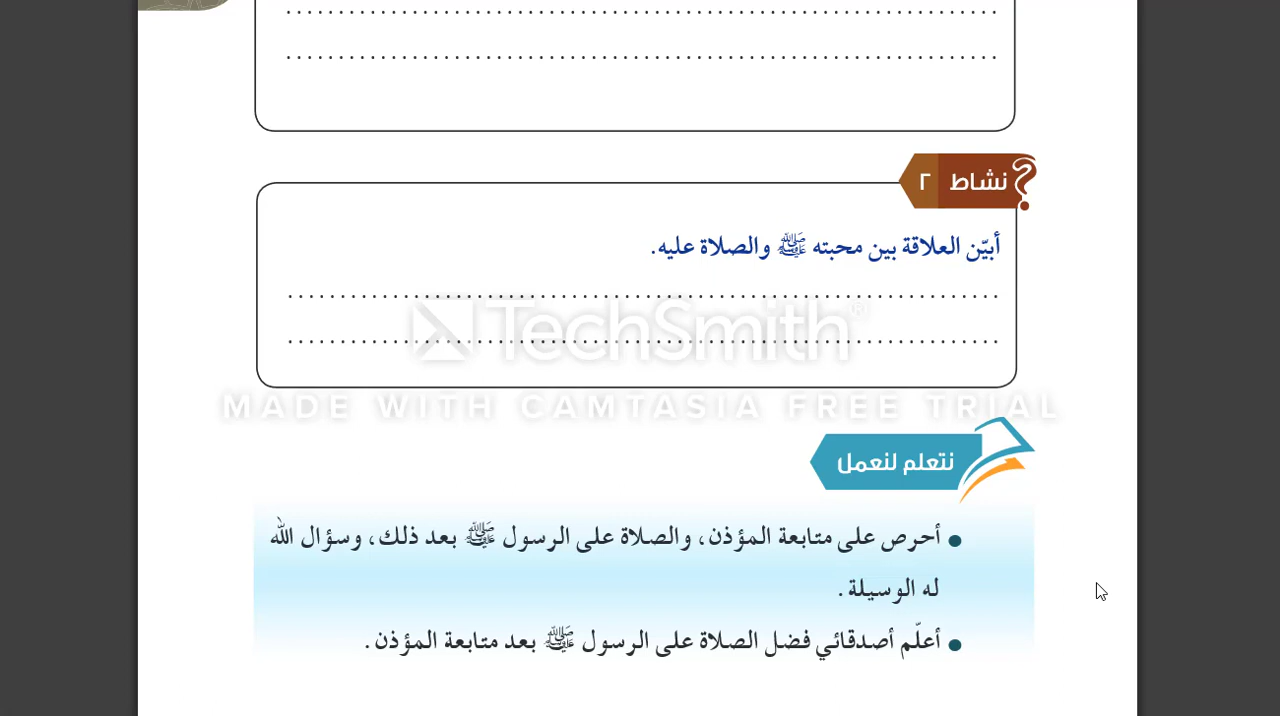 نشاط ٢
أبيّن العلاقة بين محبته ﷺ والصلاة عليه.
TechSmith
MADE WITH CAMTASIA FREE TRIAL
نتعلم لنعمل
• أحرص على متابعة المؤذن، والصلاة على الرسول ﷺ بعد ذلك، وسؤال الله
له الوسيلة.
• أعلّم أصدقائي فضل الصلاة على الرسول ﷺ بعد متابعة المؤذن.